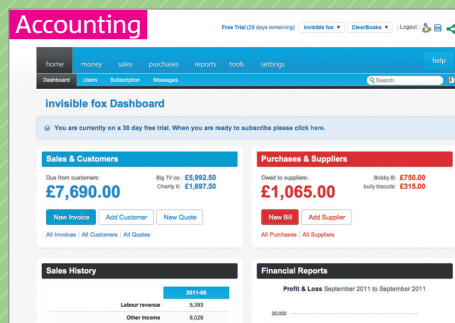 Accounting
Free Trial (28 days remaining) invisible fox ▼ ClearBooks ▼ Logout
home money sales purchases reports tools settings help
Dashboard Users Subscription Messages Search
invisible fox Dashboard
You are currently on a 30 day free trial. When you are ready to subscribe please click here.
Sales & Customers
Due from customers:
£7,690.00
Big TV co: £5,992.50
Charity X: £1,697.50
New Invoice Add Customer New Quote
All Invoices | All Customers | All Quotes
Purchases & Suppliers
Owed to suppliers:
£1,065.00
Bobby B: £750.00
bully biscuits: £315.00
New Bill Add Supplier
All Purchases | All Suppliers
Sales History
2011-09
Labour revenue 5,393
Other Income 6,028
Financial Reports
Profit & Loss September 2011 to September 2011
20,000